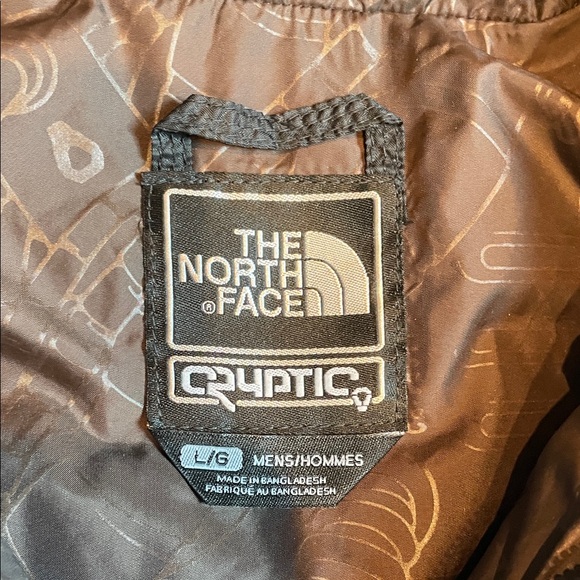 THE
NORTH
® FACE
CRYPTIC
L/G MENS/HOMMES
MADE IN BANGLADESH
FABRIQUE AU BANGLADESH